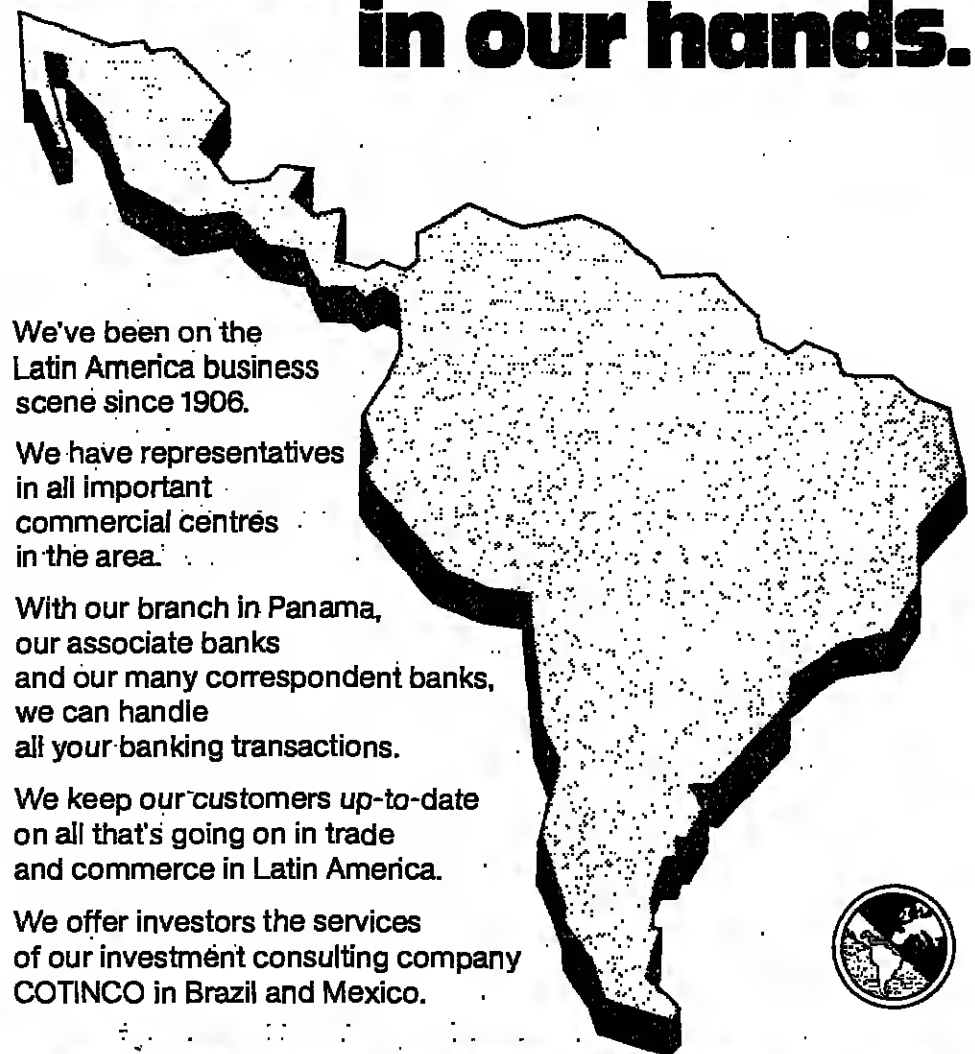 in our hands.
We've been on the
Latin America business
scene since 1906.
We have representatives
in all important
commercial centres
in the area.
With our branch in Panama,
our associate banks
and our many correspondent banks,
we can handle
all your banking transactions.
We keep our customers up-to-date
on all that's going on in trade
and commerce in Latin America.
We offer investors the services
of our investment consulting company
COTINCO in Brazil and Mexico.